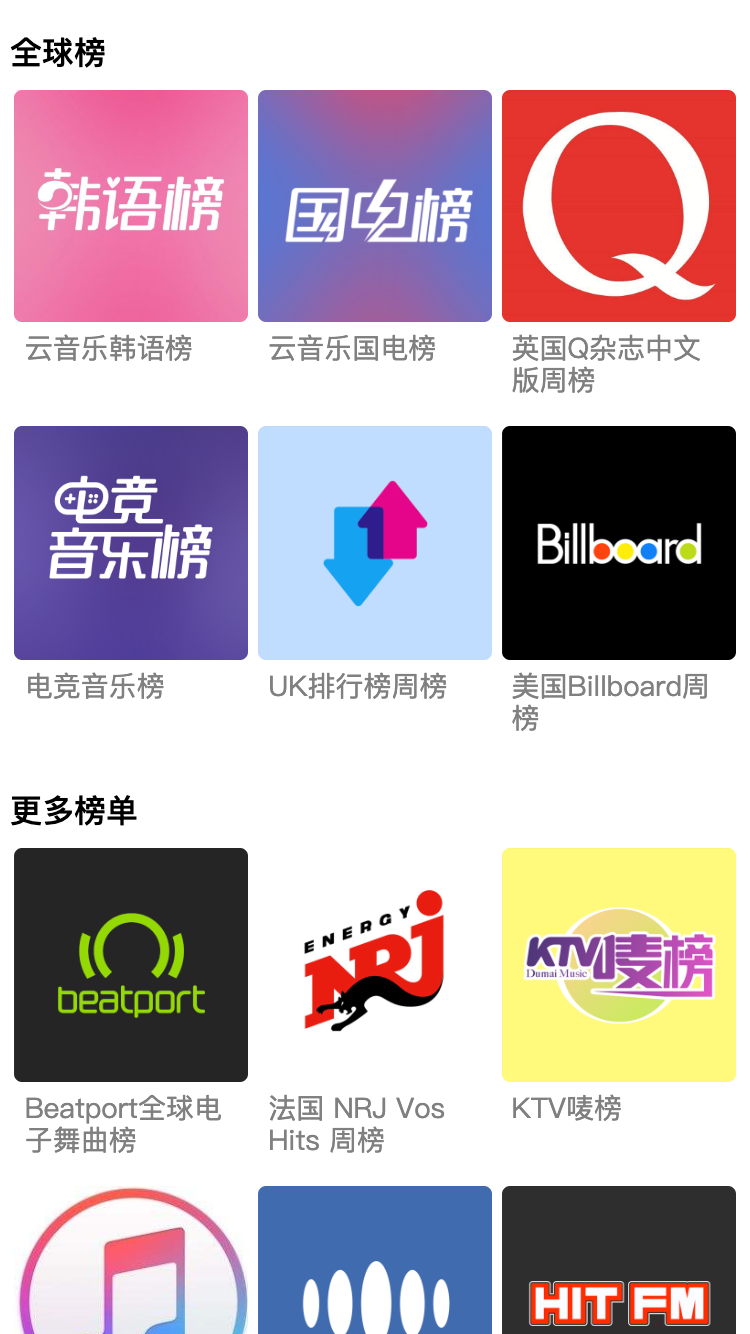 全球榜
韩语榜
国电榜
Q
云音乐韩语榜
云音乐国电榜
英国Q杂志中文
版周榜
电竞
音乐榜
Billboard
电竞音乐榜
UK排行榜周榜
美国Billboard周
榜
更多榜单
beatport
ENERGY
NRJ
KTV唛榜
Dumai Music
Beatport全球电
子舞曲榜
法国 NRJ Vos
Hits 周榜
KTV唛榜
HIT FM